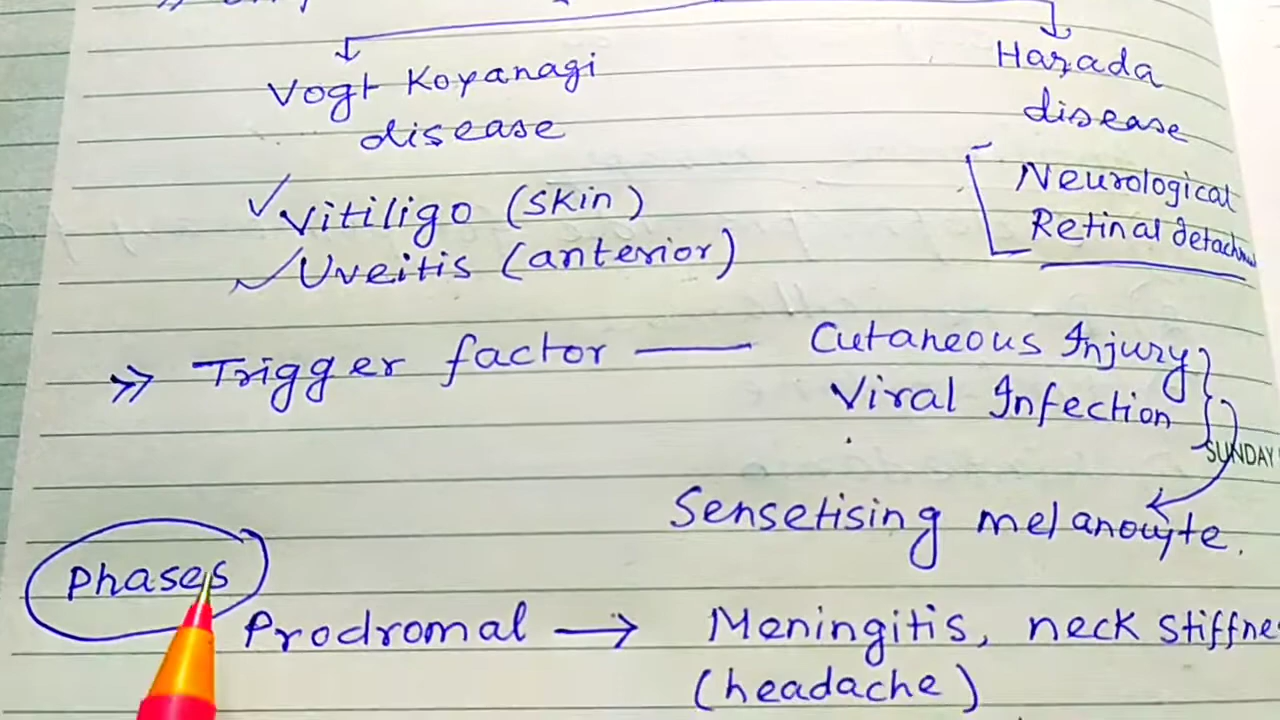 Vogt Koyanagi
disease
Harada
disease
✓ Vitiligo (skin)
✓ Uveitis (anterior)
Neurological
Retinal detachm
>> Trigger factor — Cutaneous Injury
Viral Infection
SUNDAY
Sensetising melanocyte.
Phases
Prodromal → Meningitis, neck stiffne
(headache)